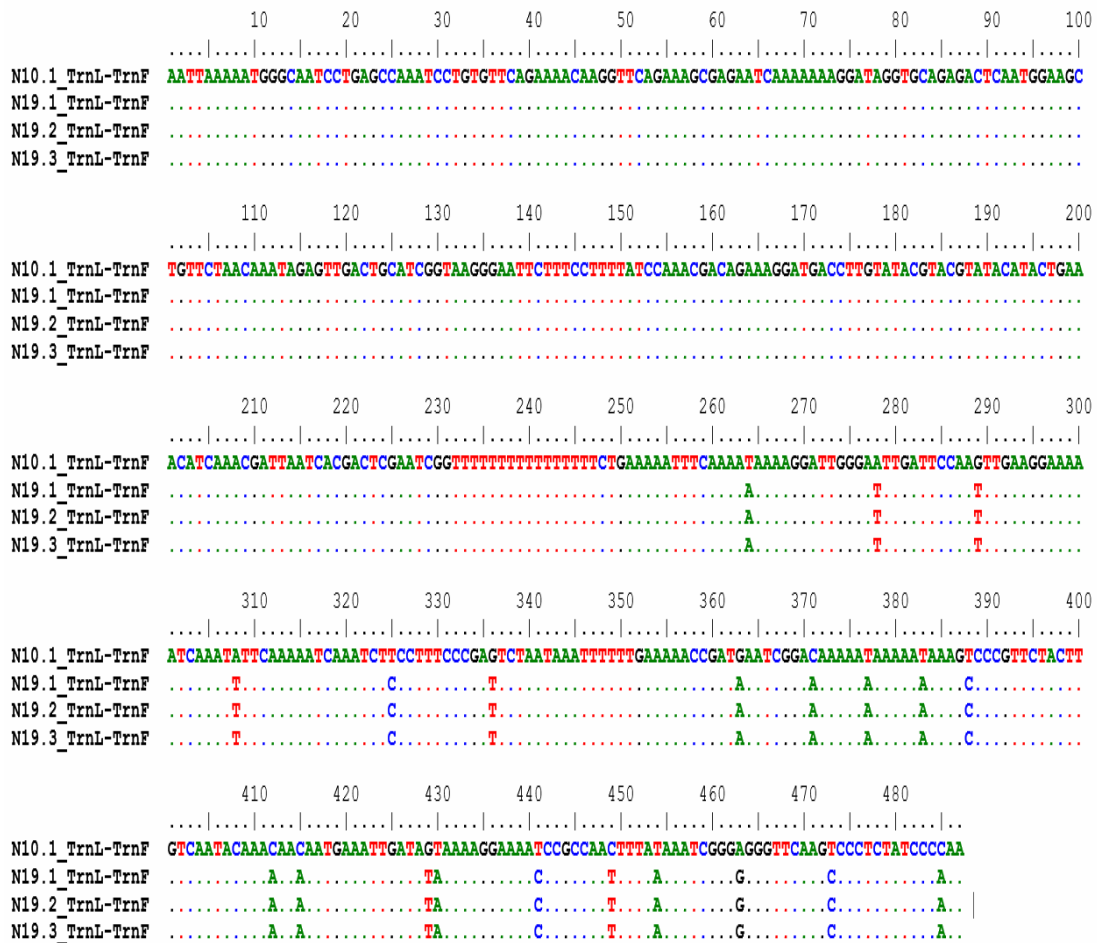 10 20 30 40 50 60 70 80 90 100
....|....|....|....|....|....|....|....|....|....|....|....|....|....|....|....|....|....|....|....|
N10.1_TrnL-TrnF AATTAAAAATGGGCAATCCTGAGCCAAATCCTGTGTTCAGAAAACAAGGTTCAGAAAGCGAGAATCAAAAAAAGGATAGGTGCAGAGACTCAATGGAAGC
N19.1_TrnL-TrnF ....................................................................................................
N19.2_TrnL-TrnF ....................................................................................................
N19.3_TrnL-TrnF ....................................................................................................
110 120 130 140 150 160 170 180 190 200
....|....|....|....|....|....|....|....|....|....|....|....|....|....|....|....|....|....|....|....|
N10.1_TrnL-TrnF TGTTCTAACAAATAGAGTTGACTGCATCGGTAAGGGAATTCTTTCCTTTTATCCAAACGACAGAAAGGATGACCTTGTATACGTACGTATACATACTGAA
N19.1_TrnL-TrnF ....................................................................................................
N19.2_TrnL-TrnF ....................................................................................................
N19.3_TrnL-TrnF ....................................................................................................
210 220 230 240 250 260 270 280 290 300
....|....|....|....|....|....|....|....|....|....|....|....|....|....|....|....|....|....|....|....|
N10.1_TrnL-TrnF ACATCAAACGATTAATCACGACTCGAATCGGTTTTTTTTTTTTTTTTCTGAAAAATTTCAAAATAAAAGGATTGGGAATTGATTCCAAGTTGAAGGAAAA
N19.1_TrnL-TrnF ...............................................................A.............T..........T...........
N19.2_TrnL-TrnF ...............................................................A.............T..........T...........
N19.3_TrnL-TrnF ...............................................................A.............T..........T...........
310 320 330 340 350 360 370 380 390 400
....|....|....|....|....|....|....|....|....|....|....|....|....|....|....|....|....|....|....|....|
N10.1_TrnL-TrnF ATCAAATATTCAAAAATCAAATCTTCCTTTCCCGAGTCTAATAAATTTTTTGAAAAACCGATGAATCGGACAAAAATAAAAATAAAGTCCCGTTCTACTT
N19.1_TrnL-TrnF .......T................C..........T..........................A.......A.....A.....A....C............
N19.2_TrnL-TrnF .......T................C..........T..........................A.......A.....A.....A....C............
N19.3_TrnL-TrnF .......T................C..........T..........................A.......A.....A.....A....C............
410 420 430 440 450 460 470 480
....|....|....|....|....|....|....|....|....|....|....|....|....|....|....|....|....|..
N10.1_TrnL-TrnF GTCAATACAAACAACAATGAAATTGATAGTAAAAGGAAAATCCGCCAACTTTATAAATCGGGAGGGTTCAAGTCCCTCTATCCCCAA
N19.1_TrnL-TrnF ...........A..A.............TA..........C.......T....A........G.........C...........A..
N19.2_TrnL-TrnF ...........A..A.............TA..........C.......T....A........G.........C...........A..
N19.3_TrnL-TrnF ...........A..A.............TA..........C.......T....A........G.........C...........A..